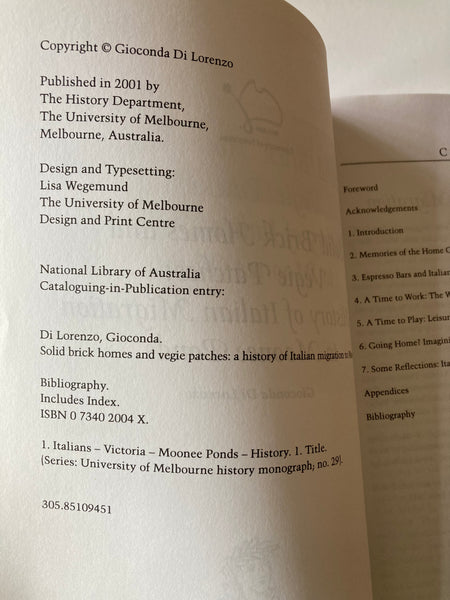 Copyright © Gioconda Di Lorenzo
Published in 2001 by
The History Department,
The University of Melbourne,
Melbourne, Australia.
Design and Typesetting:
Lisa Wegemund
The University of Melbourne
Design and Print Centre
National Library of Australia
Cataloguing-in-Publication entry:
Di Lorenzo, Gioconda.
Solid brick homes and vegie patches: a history of Italian migration to
Bibliography.
Includes Index.
ISBN 0 7340 2004 X.
1. Italians – Victoria – Moonee Ponds – History. 1. Title.
(Series: University of Melbourne history monograph; no. 29).
305.85109451
C
Foreword
Acknowledgements
1. Introduction
2. Memories of the Home
3. Espresso Bars and Italian
4. A Time to Work: The
5. A Time to Play: Leisur
6. Going Home? Imagini
7. Some Reflections: Ita
Appendices
Bibliography